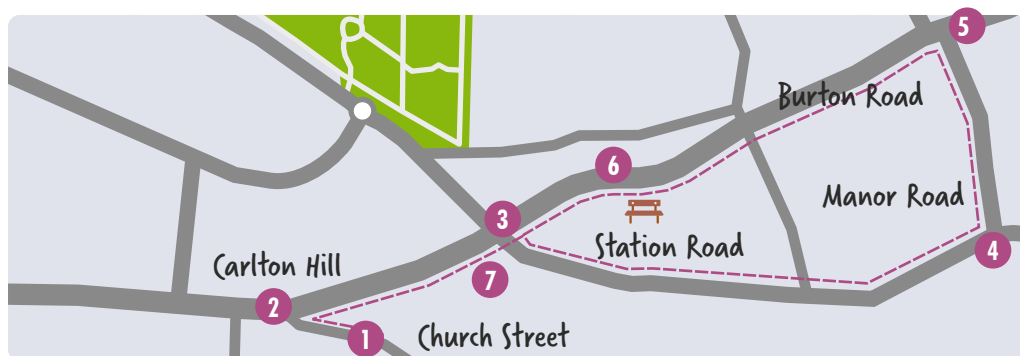 5
Burton Road
6
Manor Road
3
Station Road
4
Carlton Hill
7
2
1
Church Street